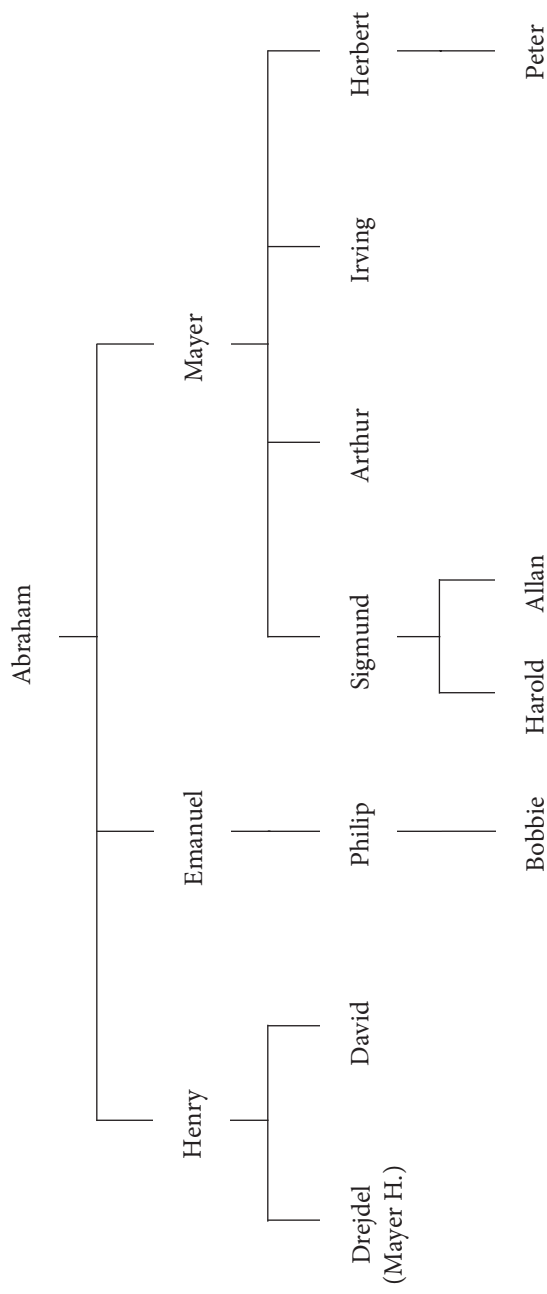 Abraham
Henry
Emanuel
Mayer
Drejdel
(Mayer H.)
David
Philip
Sigmund
Arthur
Irving
Herbert
Bobbie
Harold
Allan
Peter